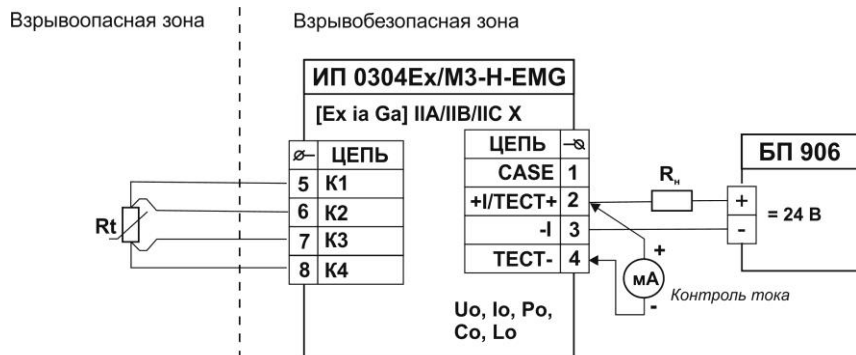 Взрывоопасная зона
Взрывобезопасная зона
ИП 0304Ex/М3-Н-EMG
[Ex ia Ga] IIA/IIB/IIC X
ЦЕПЬ
5 К1
6 К2
7 К3
8 К4
Rt
ЦЕПЬ
CASE 1
+I/ТЕСТ+ 2
-I 3
ТЕСТ- 4
Rн
БП 906
+
-
= 24 В
+
мА
-
Контроль тока
Uo, Io, Po,
Co, Lo